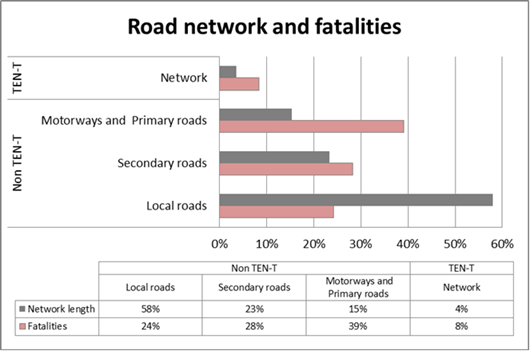 Road network and fatalities
TEN-T
Network
Non TEN-T
Motorways and Primary roads
Secondary roads
Local roads
0% 10% 20% 30% 40% 50% 60%
Non TEN-T TEN-T
Local roads Secondary roads Motorways and Primary roads Network
Network length 58% 23% 15% 4%
Fatalities 24% 28% 39% 8%